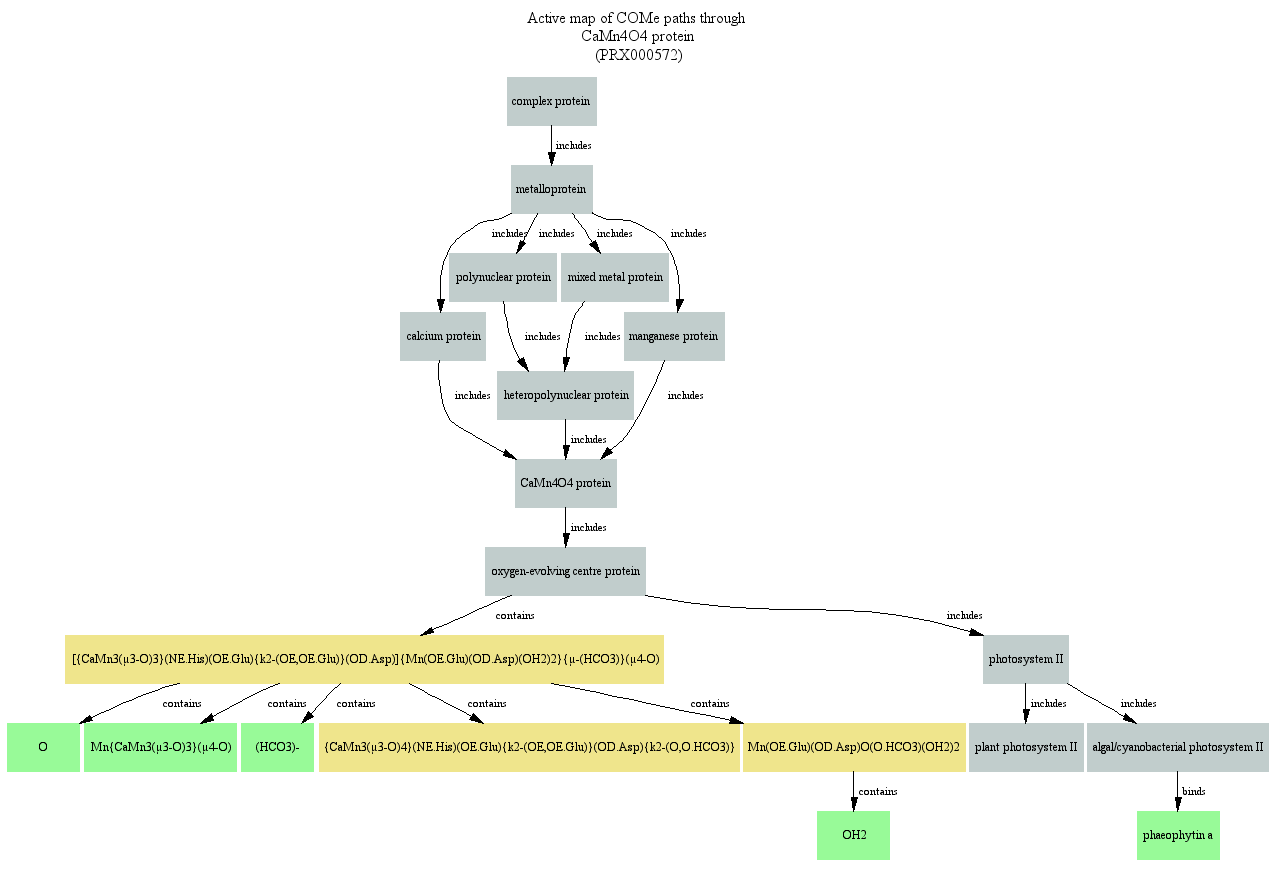 Active map of COMe paths through
CaMn4O4 protein
(PRX000572)
complex protein
includes
metalloprotein
includes includes includes includes
polynuclear protein mixed metal protein
calcium protein includes includes manganese protein
includes heteropolynuclear protein includes
includes
CaMn4O4 protein
includes
oxygen-evolving centre protein
contains includes
[{CaMn3(μ3-O)3}(NE.His)(OE.Glu){k2-(OE,OE.Glu)}(OD.Asp)]{Mn(OE.Glu)(OD.Asp)(OH2)2}{μ-(HCO3)}(μ4-O) photosystem II
contains contains contains contains contains includes includes
O Mn{CaMn3(μ3-O)3}(μ4-O) (HCO3)- {CaMn3(μ3-O)4}(NE.His)(OE.Glu){k2-(OE,OE.Glu)}(OD.Asp){k2-(O,O.HCO3)} Mn(OE.Glu)(OD.Asp)O(O.HCO3)(OH2)2 plant photosystem II algal/cyanobacterial photosystem II
contains binds
OH2 phaeophytin a